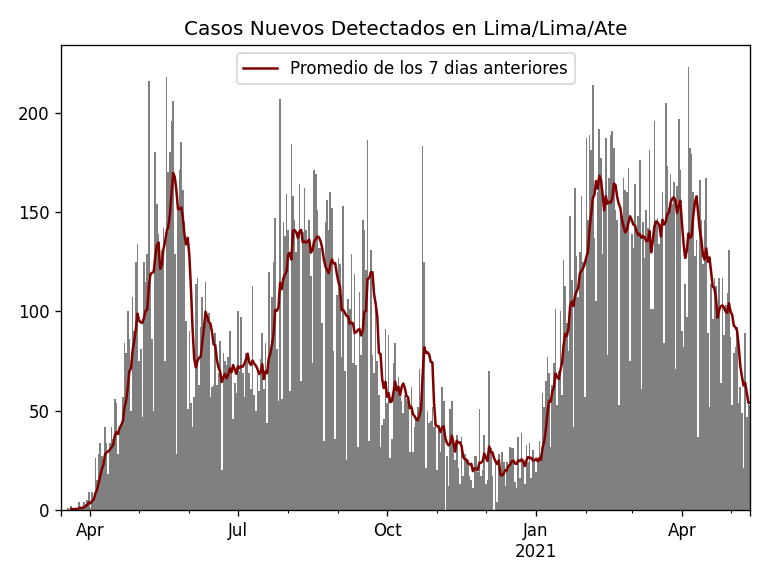 Casos Nuevos Detectados en Lima/Lima/Ate
Promedio de los 7 dias anteriores
200
150
100
50
0
Apr Jul Oct Jan Apr
2021